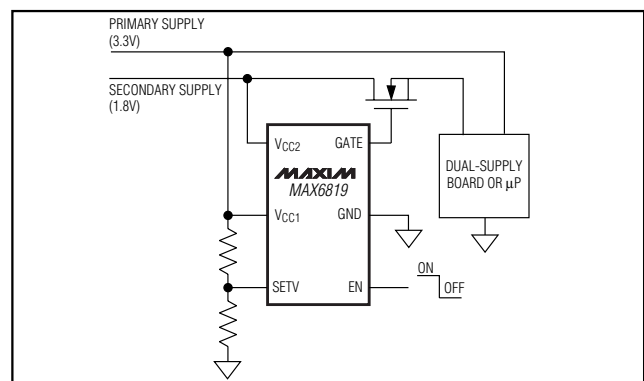 PRIMARY SUPPLY
(3.3V)
SECONDARY SUPPLY
(1.8V)
VCC2 GATE
MAXIM
MAX6819
VCC1 GND
SETV EN
DUAL-SUPPLY
BOARD OR μP
ON
OFF